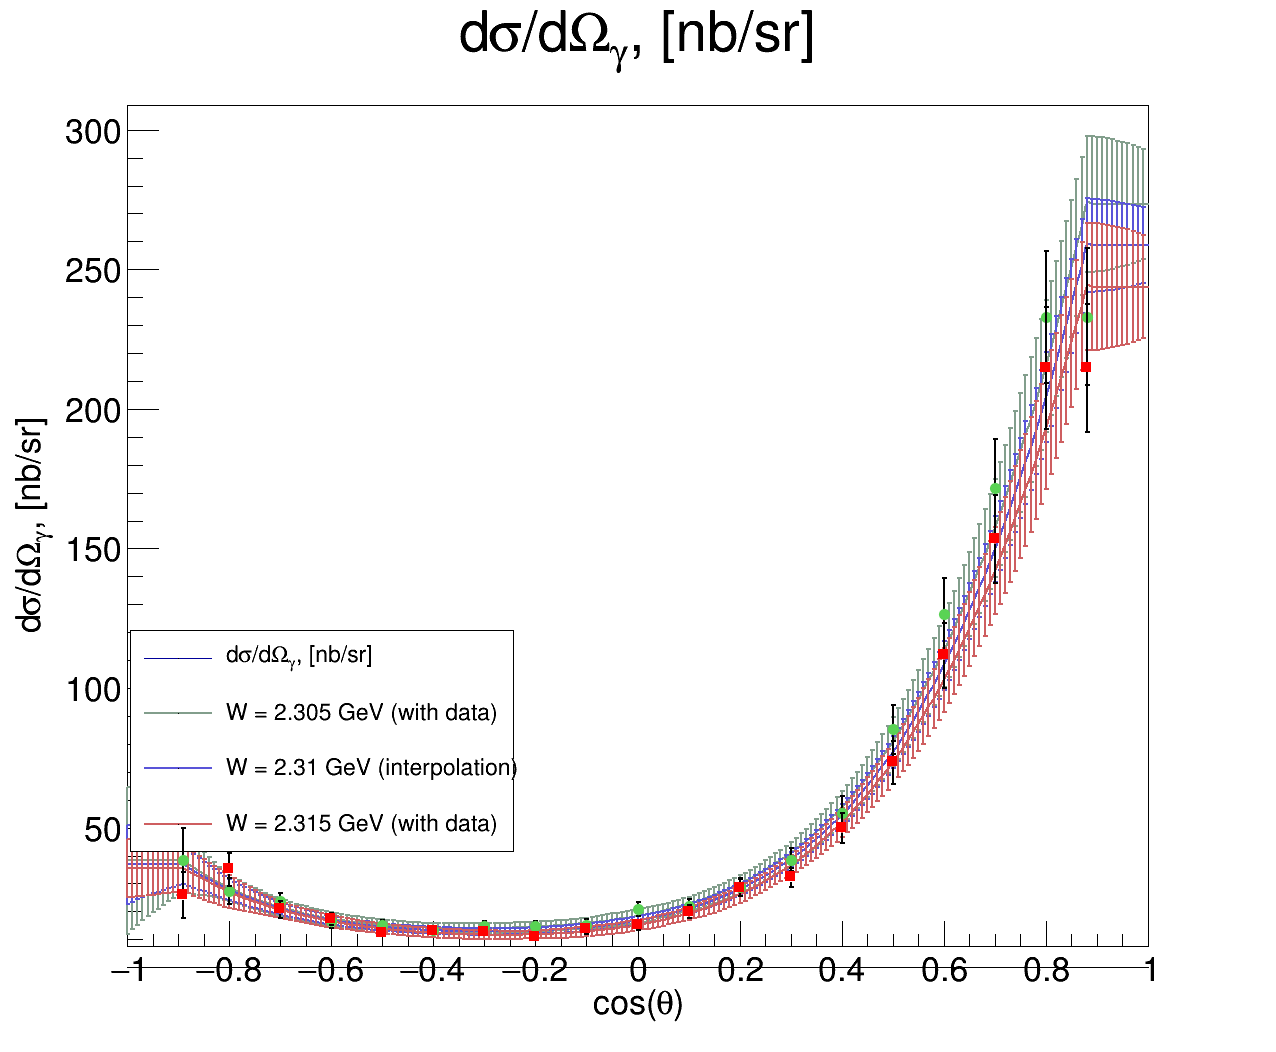 dσ/dΩγ, [nb/sr]
dσ/dΩγ, [nb/sr]
300
250
200
150
100
50
dσ/dΩγ, [nb/sr]
W = 2.305 GeV (with data)
W = 2.31 GeV (interpolation)
W = 2.315 GeV (with data)
−1 −0.8 −0.6 −0.4 −0.2 0 0.2 0.4 0.6 0.8 1
cos(θ)